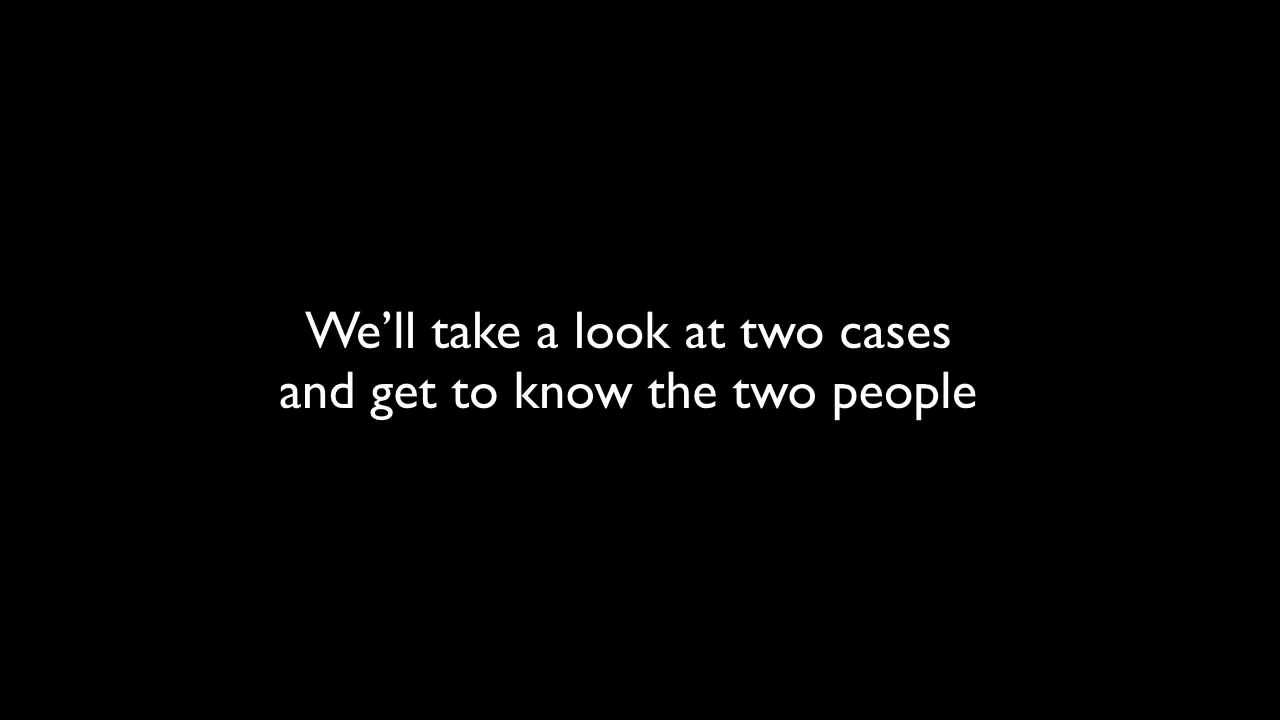 We’ll take a look at two cases
and get to know the two people